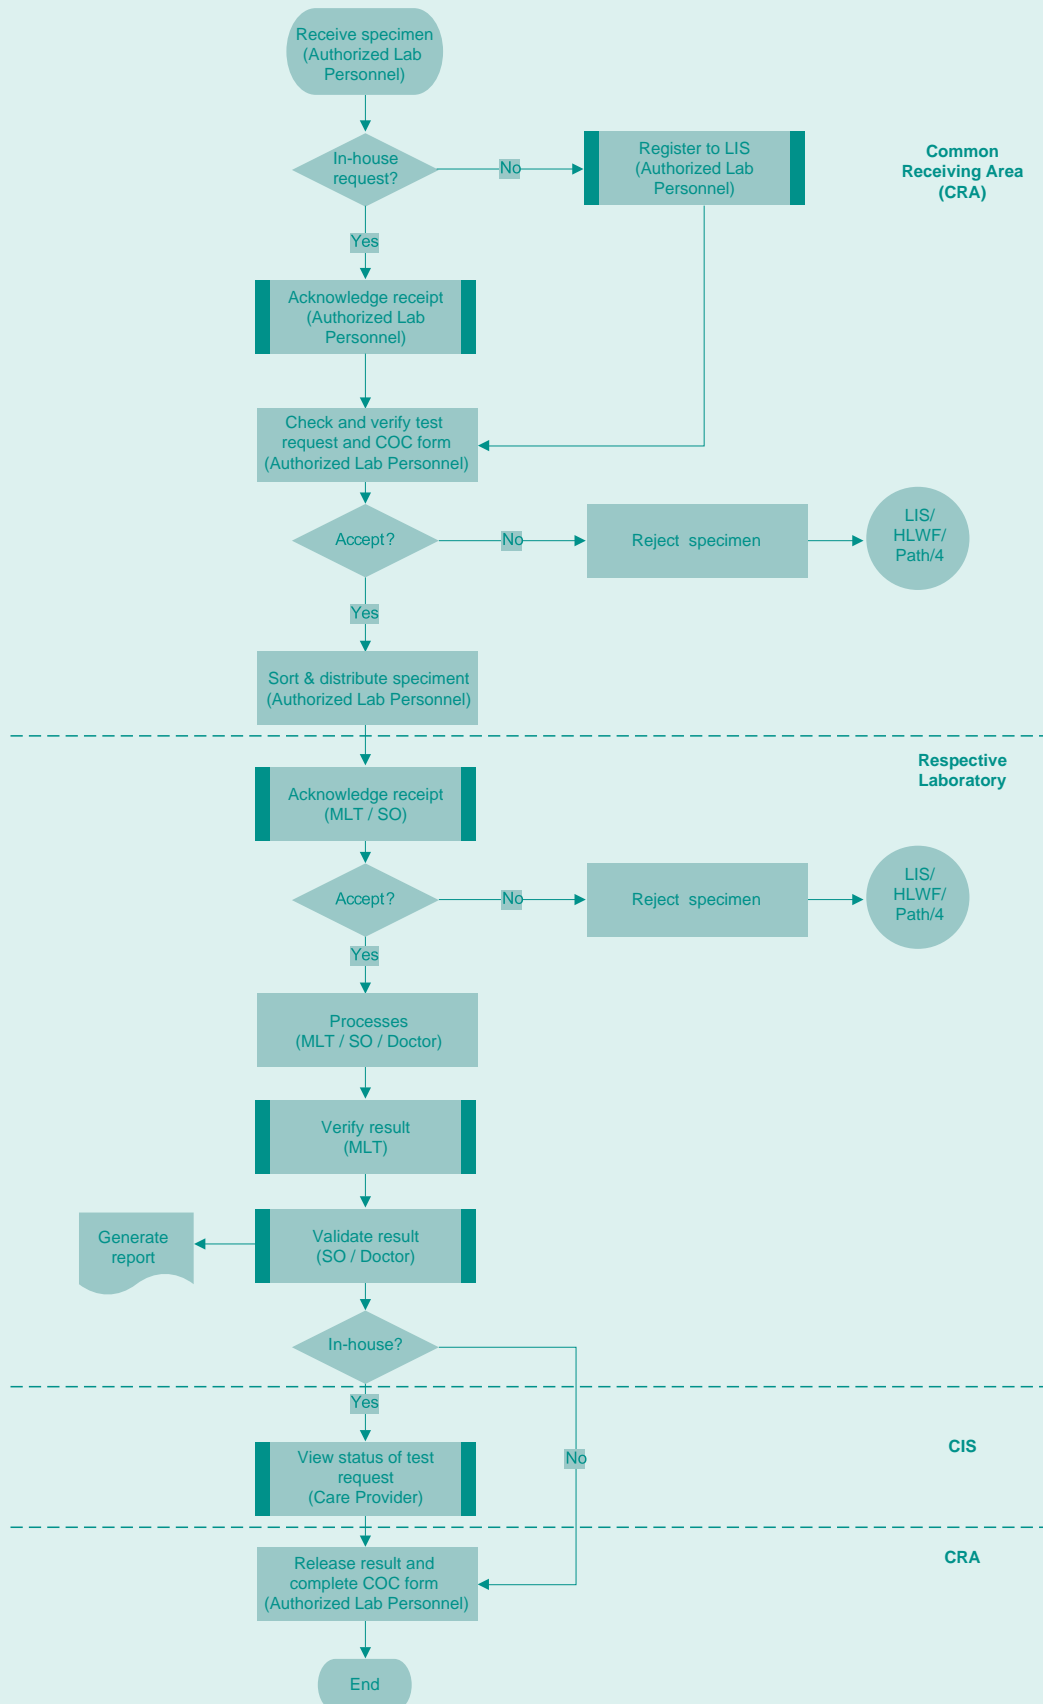 Receive specimen
(Authorized Lab
Personnel)
In-house
request?
No
Register to LIS
(Authorized Lab
Personnel)
Common
Receiving Area
(CRA)
Yes
Acknowledge receipt
(Authorized Lab
Personnel)
Check and verify test
request and COC form
(Authorized Lab Personnel)
Accept?
No
Reject specimen
LIS/
HLWF/
Path/4
Yes
Sort & distribute speciment
(Authorized Lab Personnel)
Respective
Laboratory
Acknowledge receipt
(MLT / SO)
Accept?
No
Reject specimen
LIS/
HLWF/
Path/4
Yes
Processes
(MLT / SO / Doctor)
Verify result
(MLT)
Validate result
(SO / Doctor)
Generate
report
In-house?
Yes
No
View status of test
request
(Care Provider)
CIS
Release result and
complete COC form
(Authorized Lab Personnel)
CRA
End